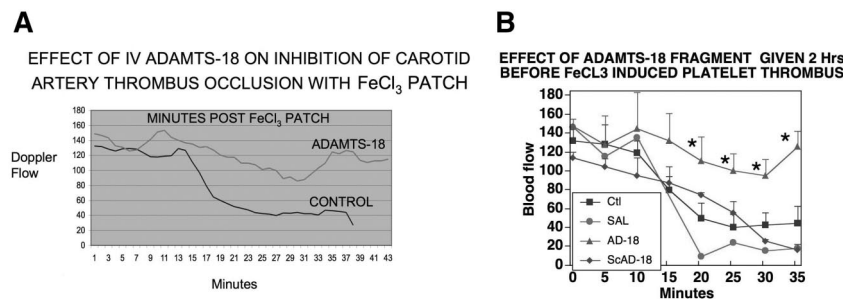 A
EFFECT OF IV ADAMTS-18 ON INHIBITION OF CAROTID
ARTERY THROMBUS OCCLUSION WITH FeCl3 PATCH
MINUTES POST FeCl3 PATCH
ADAMTS-18
CONTROL
Doppler
Flow
180
160
140
120
100
80
60
40
20
0
1 3 5 7 9 11 13 15 17 19 21 23 25 27 29 31 33 35 37 39 41 43
Minutes
B
EFFECT OF ADAMTS-18 FRAGMENT GIVEN 2 Hrs
BEFORE FeCL3 INDUCED PLATELET THROMBUS
Blood flow
180
160
140
120
100
80
60
40
20
0
* * * *
Ctl
SAL
AD-18
ScAD-18
0 5 10 15 20 25 30 35
Minutes